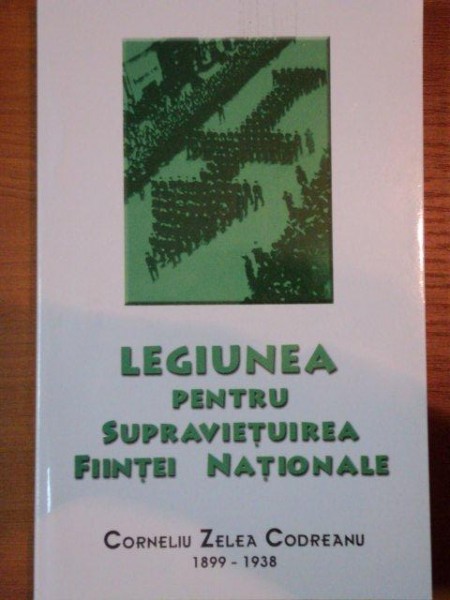 LEGIUNEA
PENTRU
SUPRAVIEȚUIREA
FIINȚEI NAȚIONALE
CORNELIU ZELEA CODREANU
1899 - 1938